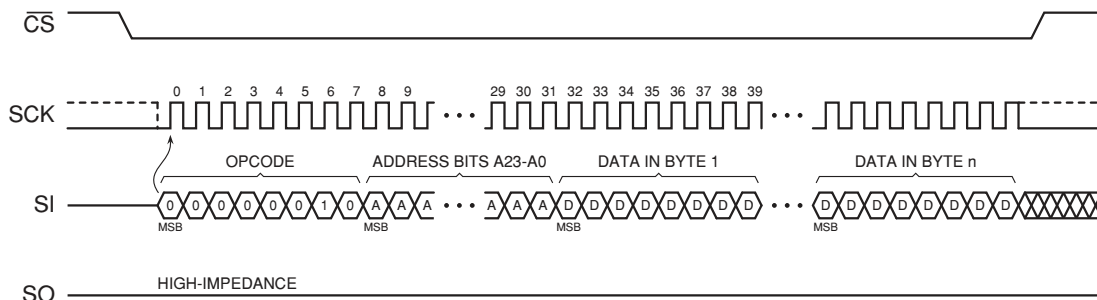 CS
0 1 2 3 4 5 6 7 8 9 29 30 31 32 33 34 35 36 37 38 39
SCK
OPCODE ADDRESS BITS A23-A0 DATA IN BYTE 1 DATA IN BYTE n
SI 0 0 0 0 0 0 1 0 A A A A A A D D D D D D D D D D D D D D D D
MSB MSB MSB MSB
HIGH-IMPEDANCE
SO